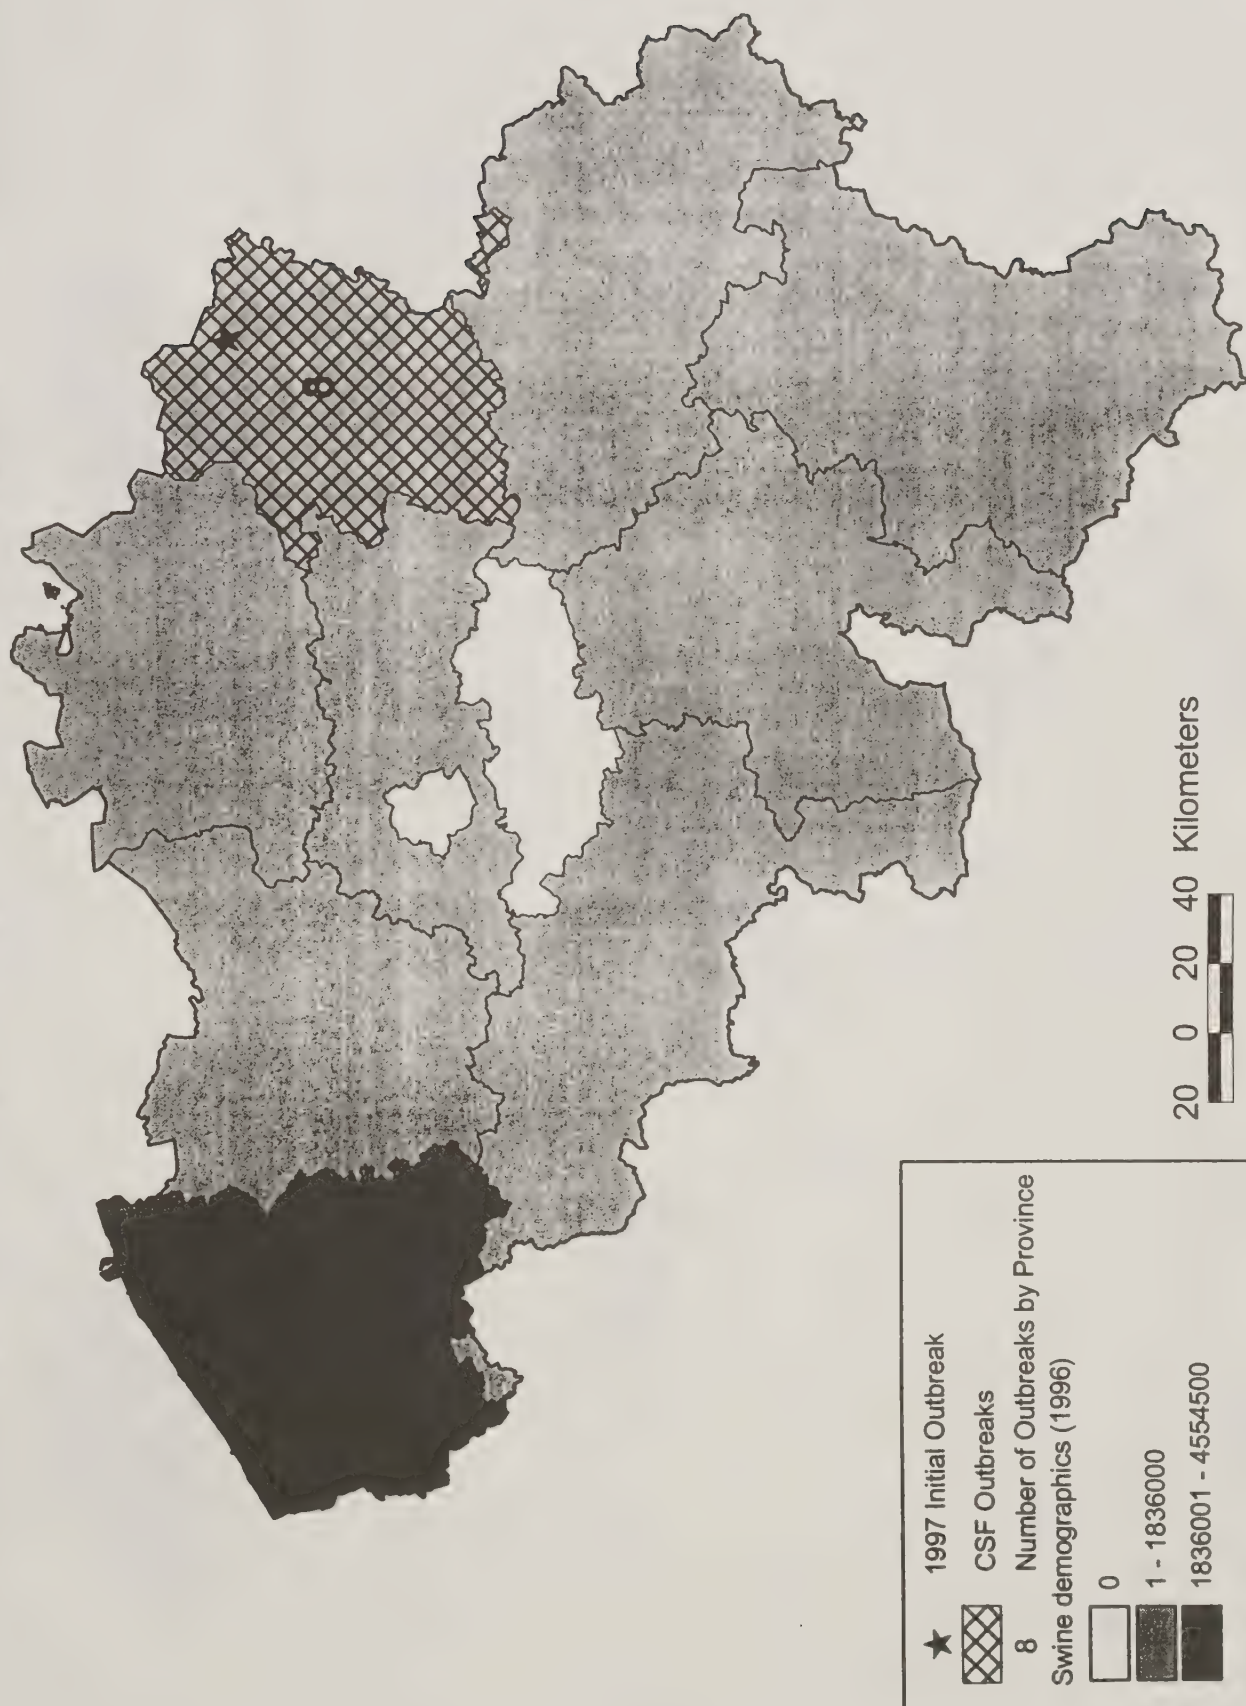 8
20 0 20 40 Kilometers
1997 Initial Outbreak
CSF Outbreaks
8 Number of Outbreaks by Province
Swine demographics (1996)
0
1 - 1836000
1836001 - 4554500